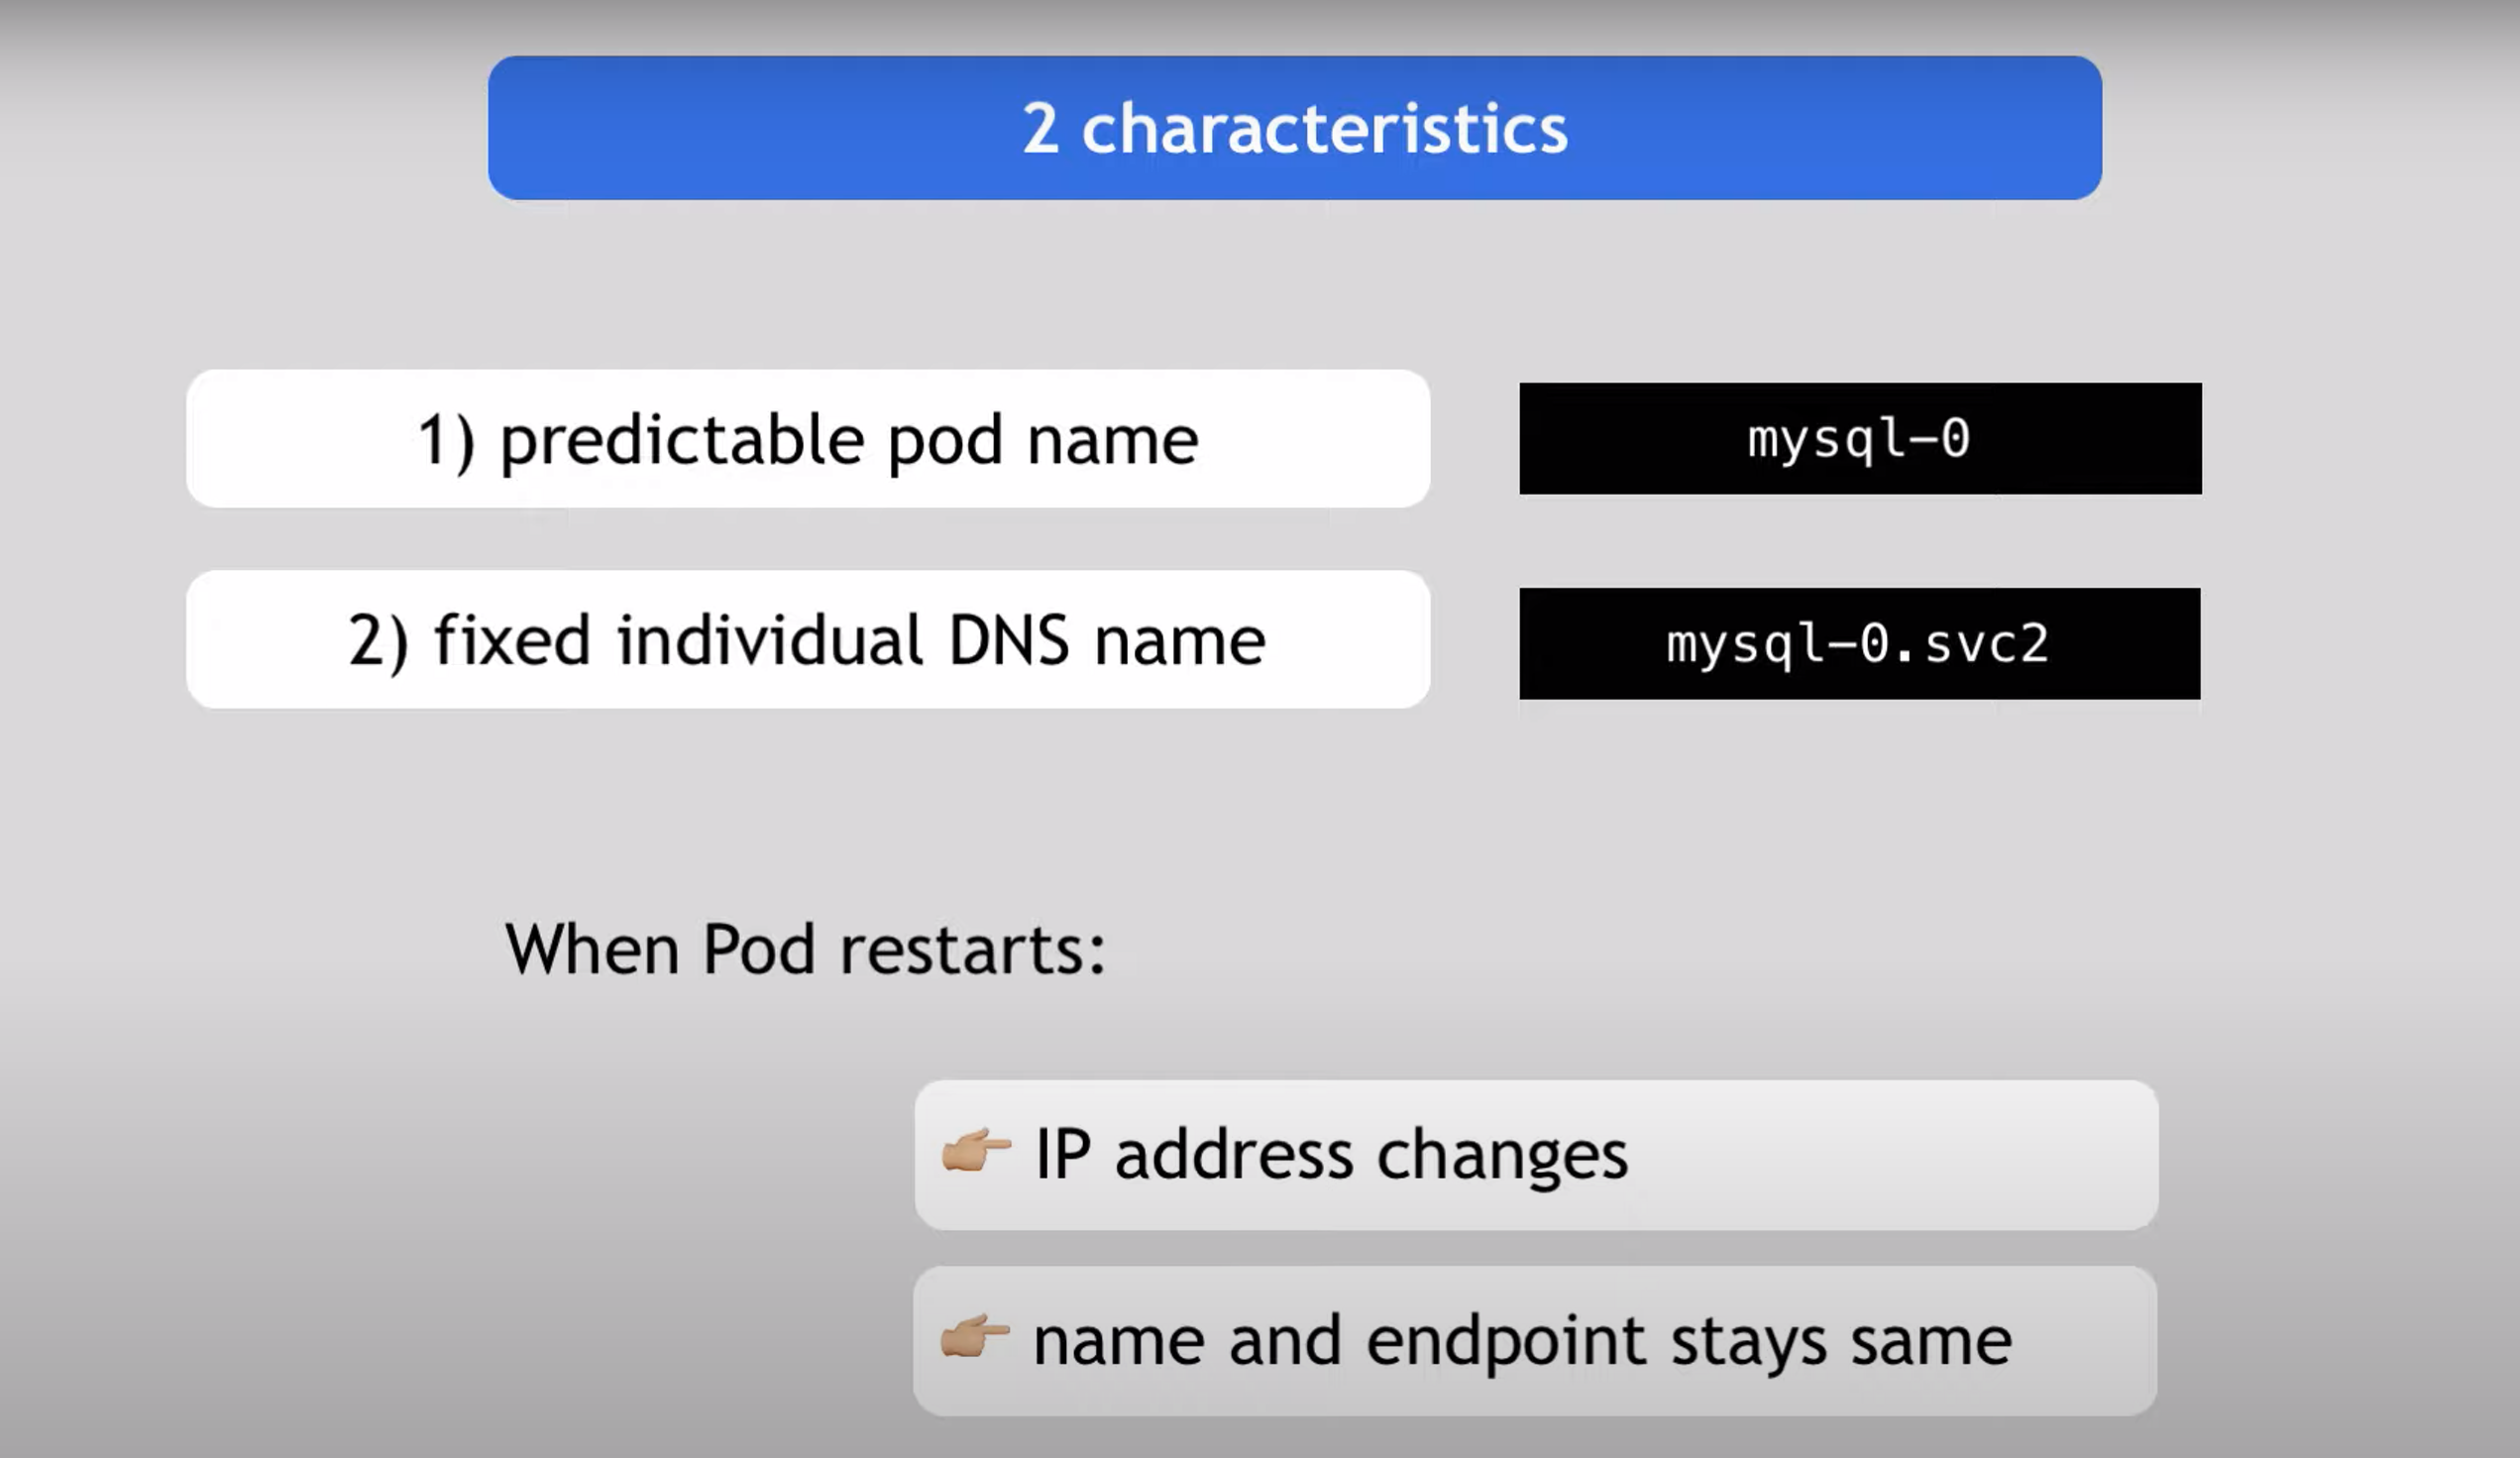 2 characteristics
1) predictable pod name
mysql-0
2) fixed individual DNS name
mysql-0.svc2
When Pod restarts:
👉🏼 IP address changes
👉🏼 name and endpoint stays same